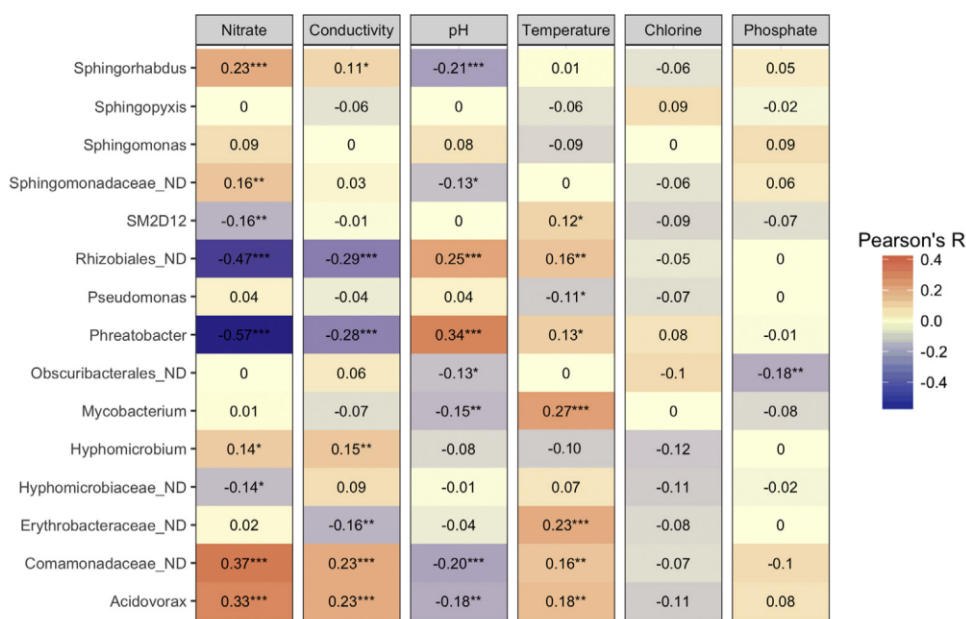 Nitrate Conductivity pH Temperature Chlorine Phosphate
Sphingorhabdus 0.23*** 0.11* -0.21*** 0.01 -0.06 0.05
Sphingopyxis 0 -0.06 0 -0.06 0.09 -0.02
Sphingomonas 0.09 0 0.08 -0.09 0 0.09
Sphingomonadaceae_ND 0.16** 0.03 -0.13* 0 -0.06 0.06
SM2D12 -0.16** -0.01 0 0.12* -0.09 -0.07
Rhizobiales_ND -0.47*** -0.29*** 0.25*** 0.16** -0.05 0
Pseudomonas 0.04 -0.04 0.04 -0.11* -0.07 0
Phreatobacter -0.57*** -0.28*** 0.34*** 0.13* 0.08 -0.01
Obscuribacterales_ND 0 0.06 -0.13* 0 -0.1 -0.18**
Mycobacterium 0.01 -0.07 -0.15** 0.27*** 0 -0.08
Hyphomicrobium 0.14* 0.15** -0.08 -0.10 -0.12 0
Hyphomicrobiaceae_ND -0.14* 0.09 -0.01 0.07 -0.11 -0.02
Erythrobacteraceae_ND 0.02 -0.16** -0.04 0.23*** -0.08 0
Comamonadaceae_ND 0.37*** 0.23*** -0.20*** 0.16** -0.07 -0.1
Acidovorax 0.33*** 0.23*** -0.18** 0.18** -0.11 0.08
Pearson's R
0.4
0.2
0.0
-0.2
-0.4